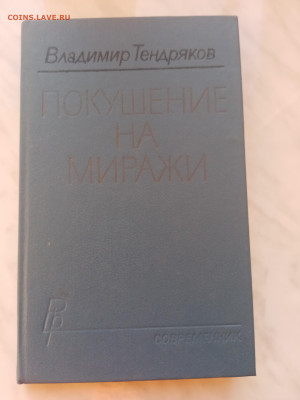 COINS.LAVE.RU
Владимир Тендряков
ПОКУШЕНИЕ
НА
МИРАЖИ
СОВРЕМЕННИК